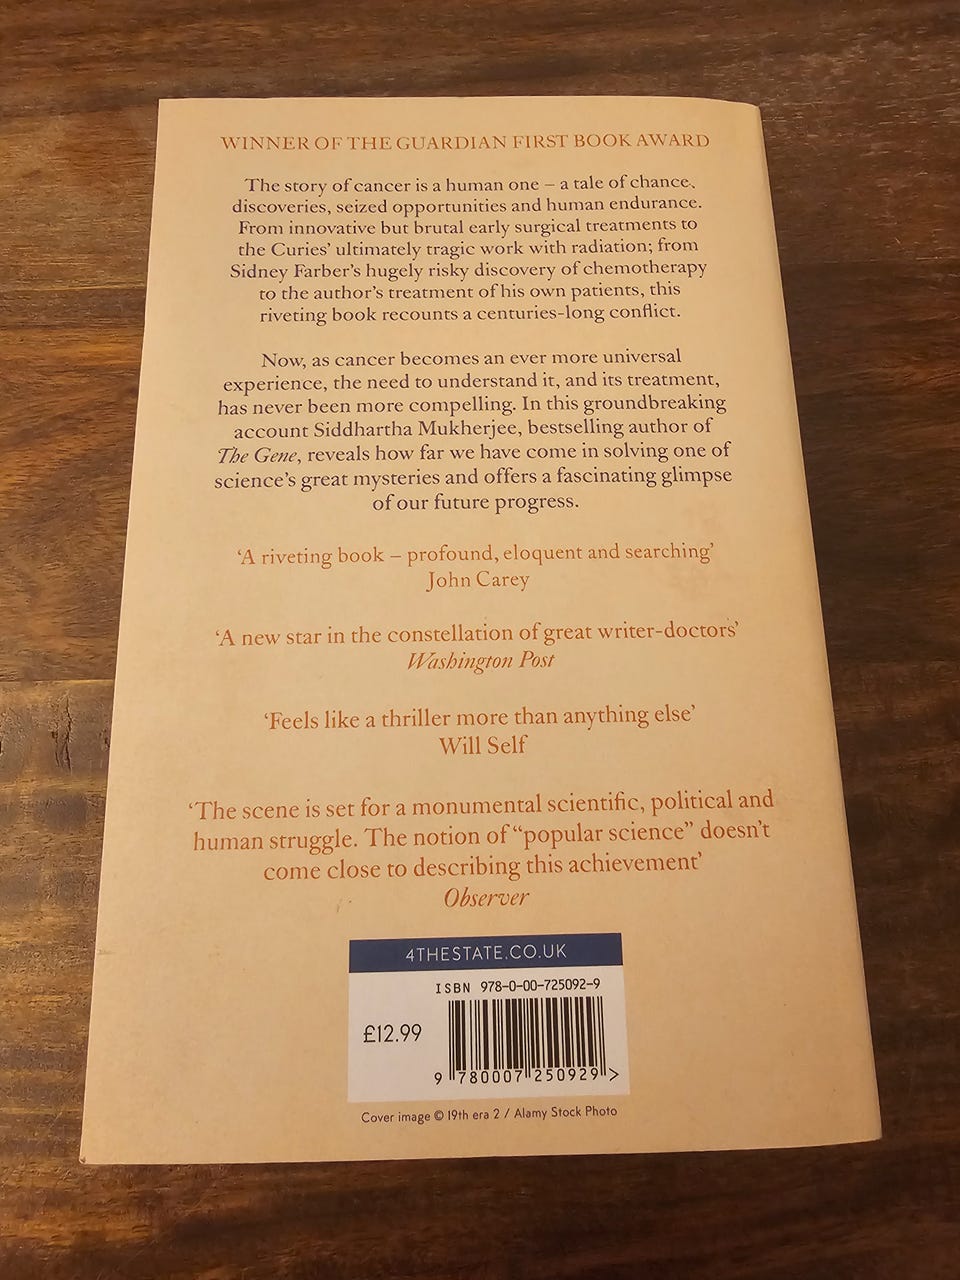 WINNER OF THE GUARDIAN FIRST BOOK AWARD
The story of cancer is a human one – a tale of chance,
discoveries, seized opportunities and human endurance.
From innovative but brutal early surgical treatments to
the Curies’ ultimately tragic work with radiation; from
Sidney Farber’s hugely risky discovery of chemotherapy
to the author’s treatment of his own patients, this
riveting book recounts a centuries-long conflict.
Now, as cancer becomes an ever more universal
experience, the need to understand it, and its treatment,
has never been more compelling. In this groundbreaking
account Siddhartha Mukherjee, bestselling author of
The Gene, reveals how far we have come in solving one of
science’s great mysteries and offers a fascinating glimpse
of our future progress.
‘A riveting book – profound, eloquent and searching’
John Carey
‘A new star in the constellation of great writer-doctors’
Washington Post
‘Feels like a thriller more than anything else’
Will Self
‘The scene is set for a monumental scientific, political and
human struggle. The notion of “popular science” doesn’t
come close to describing this achievement’
Observer
4THESTATE.CO.UK
ISBN 978-0-00-725092-9
£12.99
9 780007 250929 >
Cover image © 19th era 2 / Alamy Stock Photo